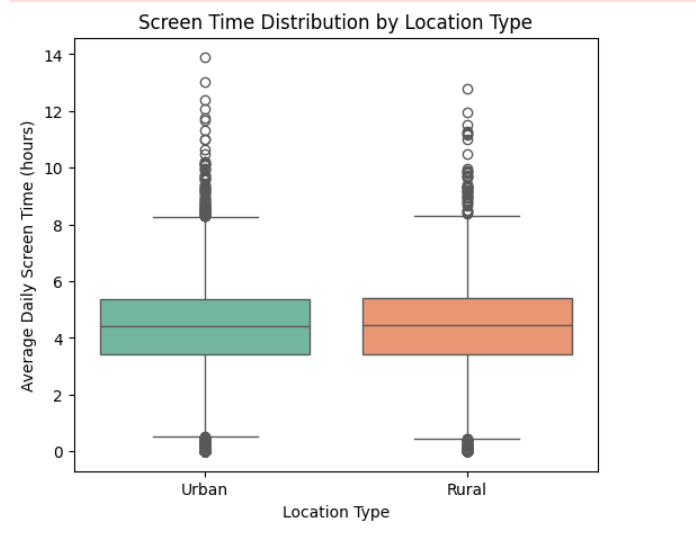 Screen Time Distribution by Location Type
Average Daily Screen Time (hours)
14
12
10
8
6
4
2
0
Urban
Rural
Location Type